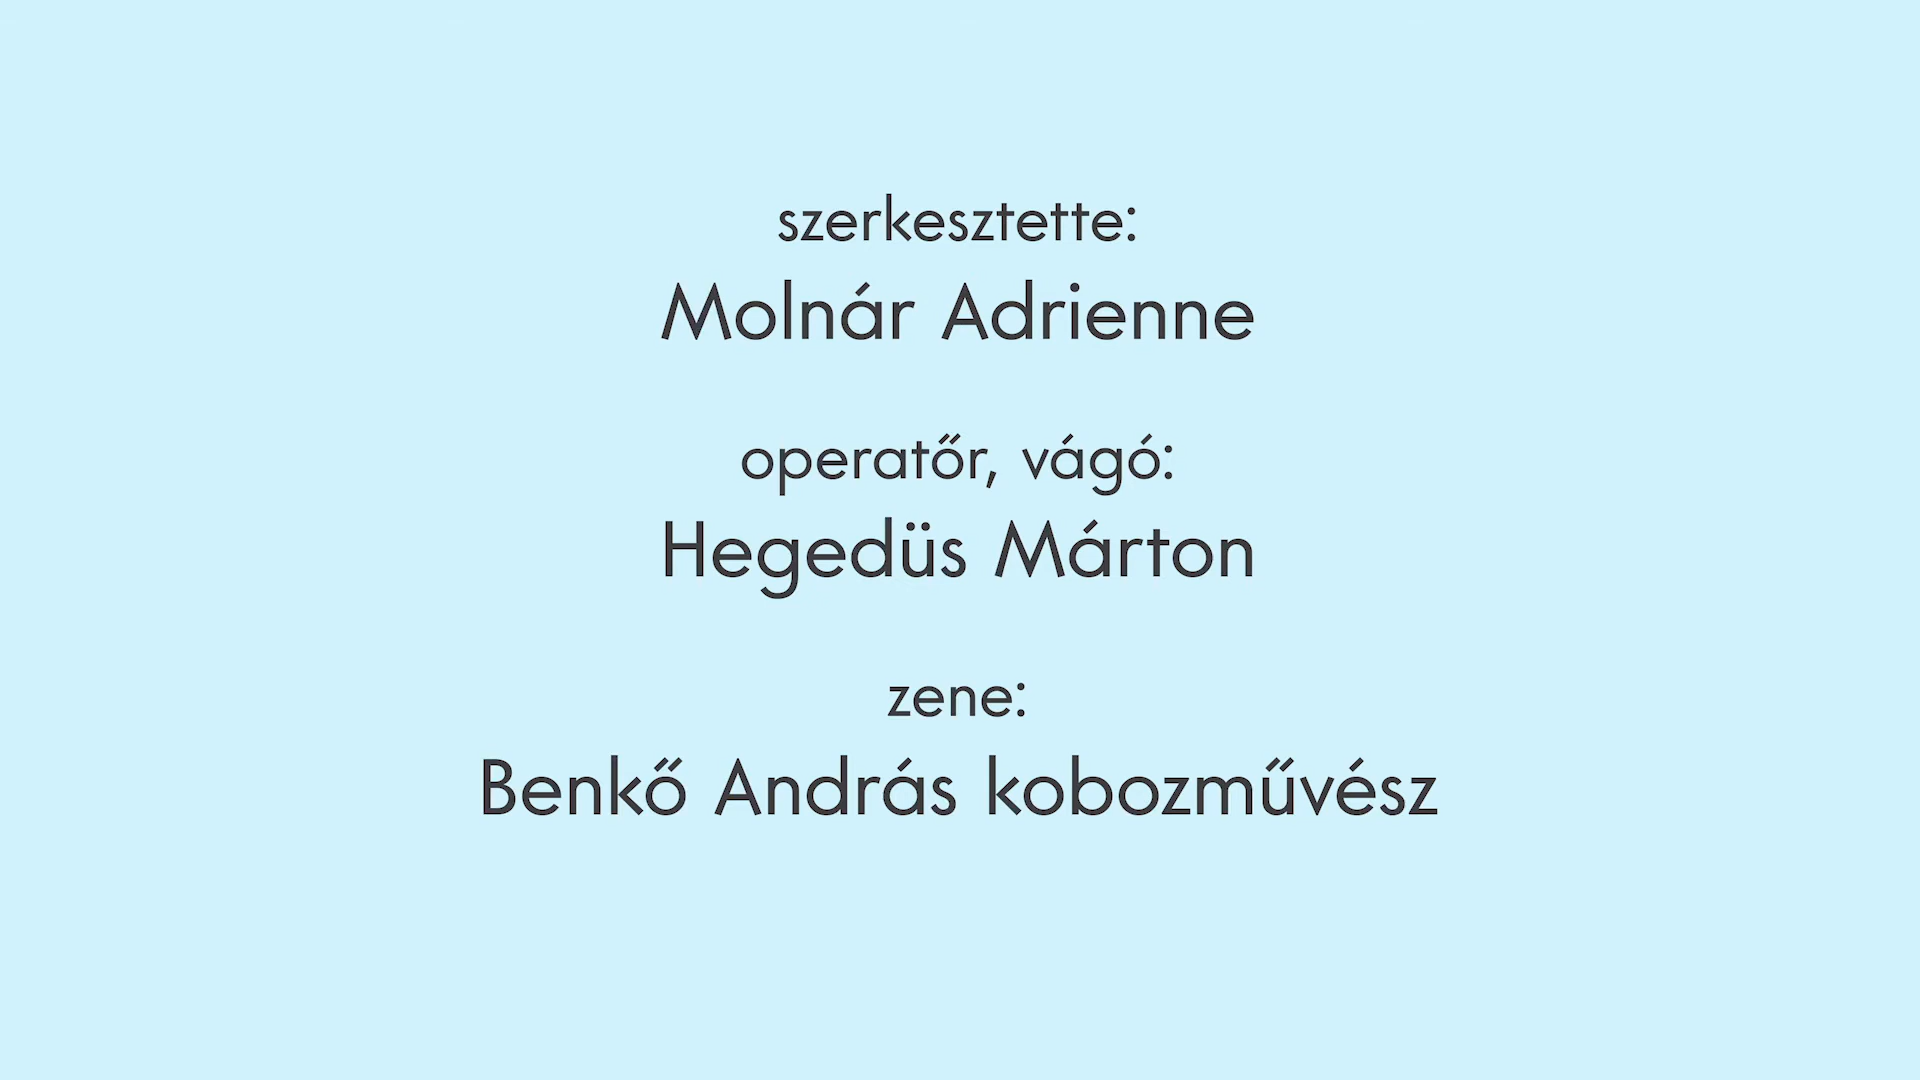 szerkesztette:
Molnár Adrienne
operatőr, vágó:
Hegedüs Márton
zene:
Benkő András kobozművész